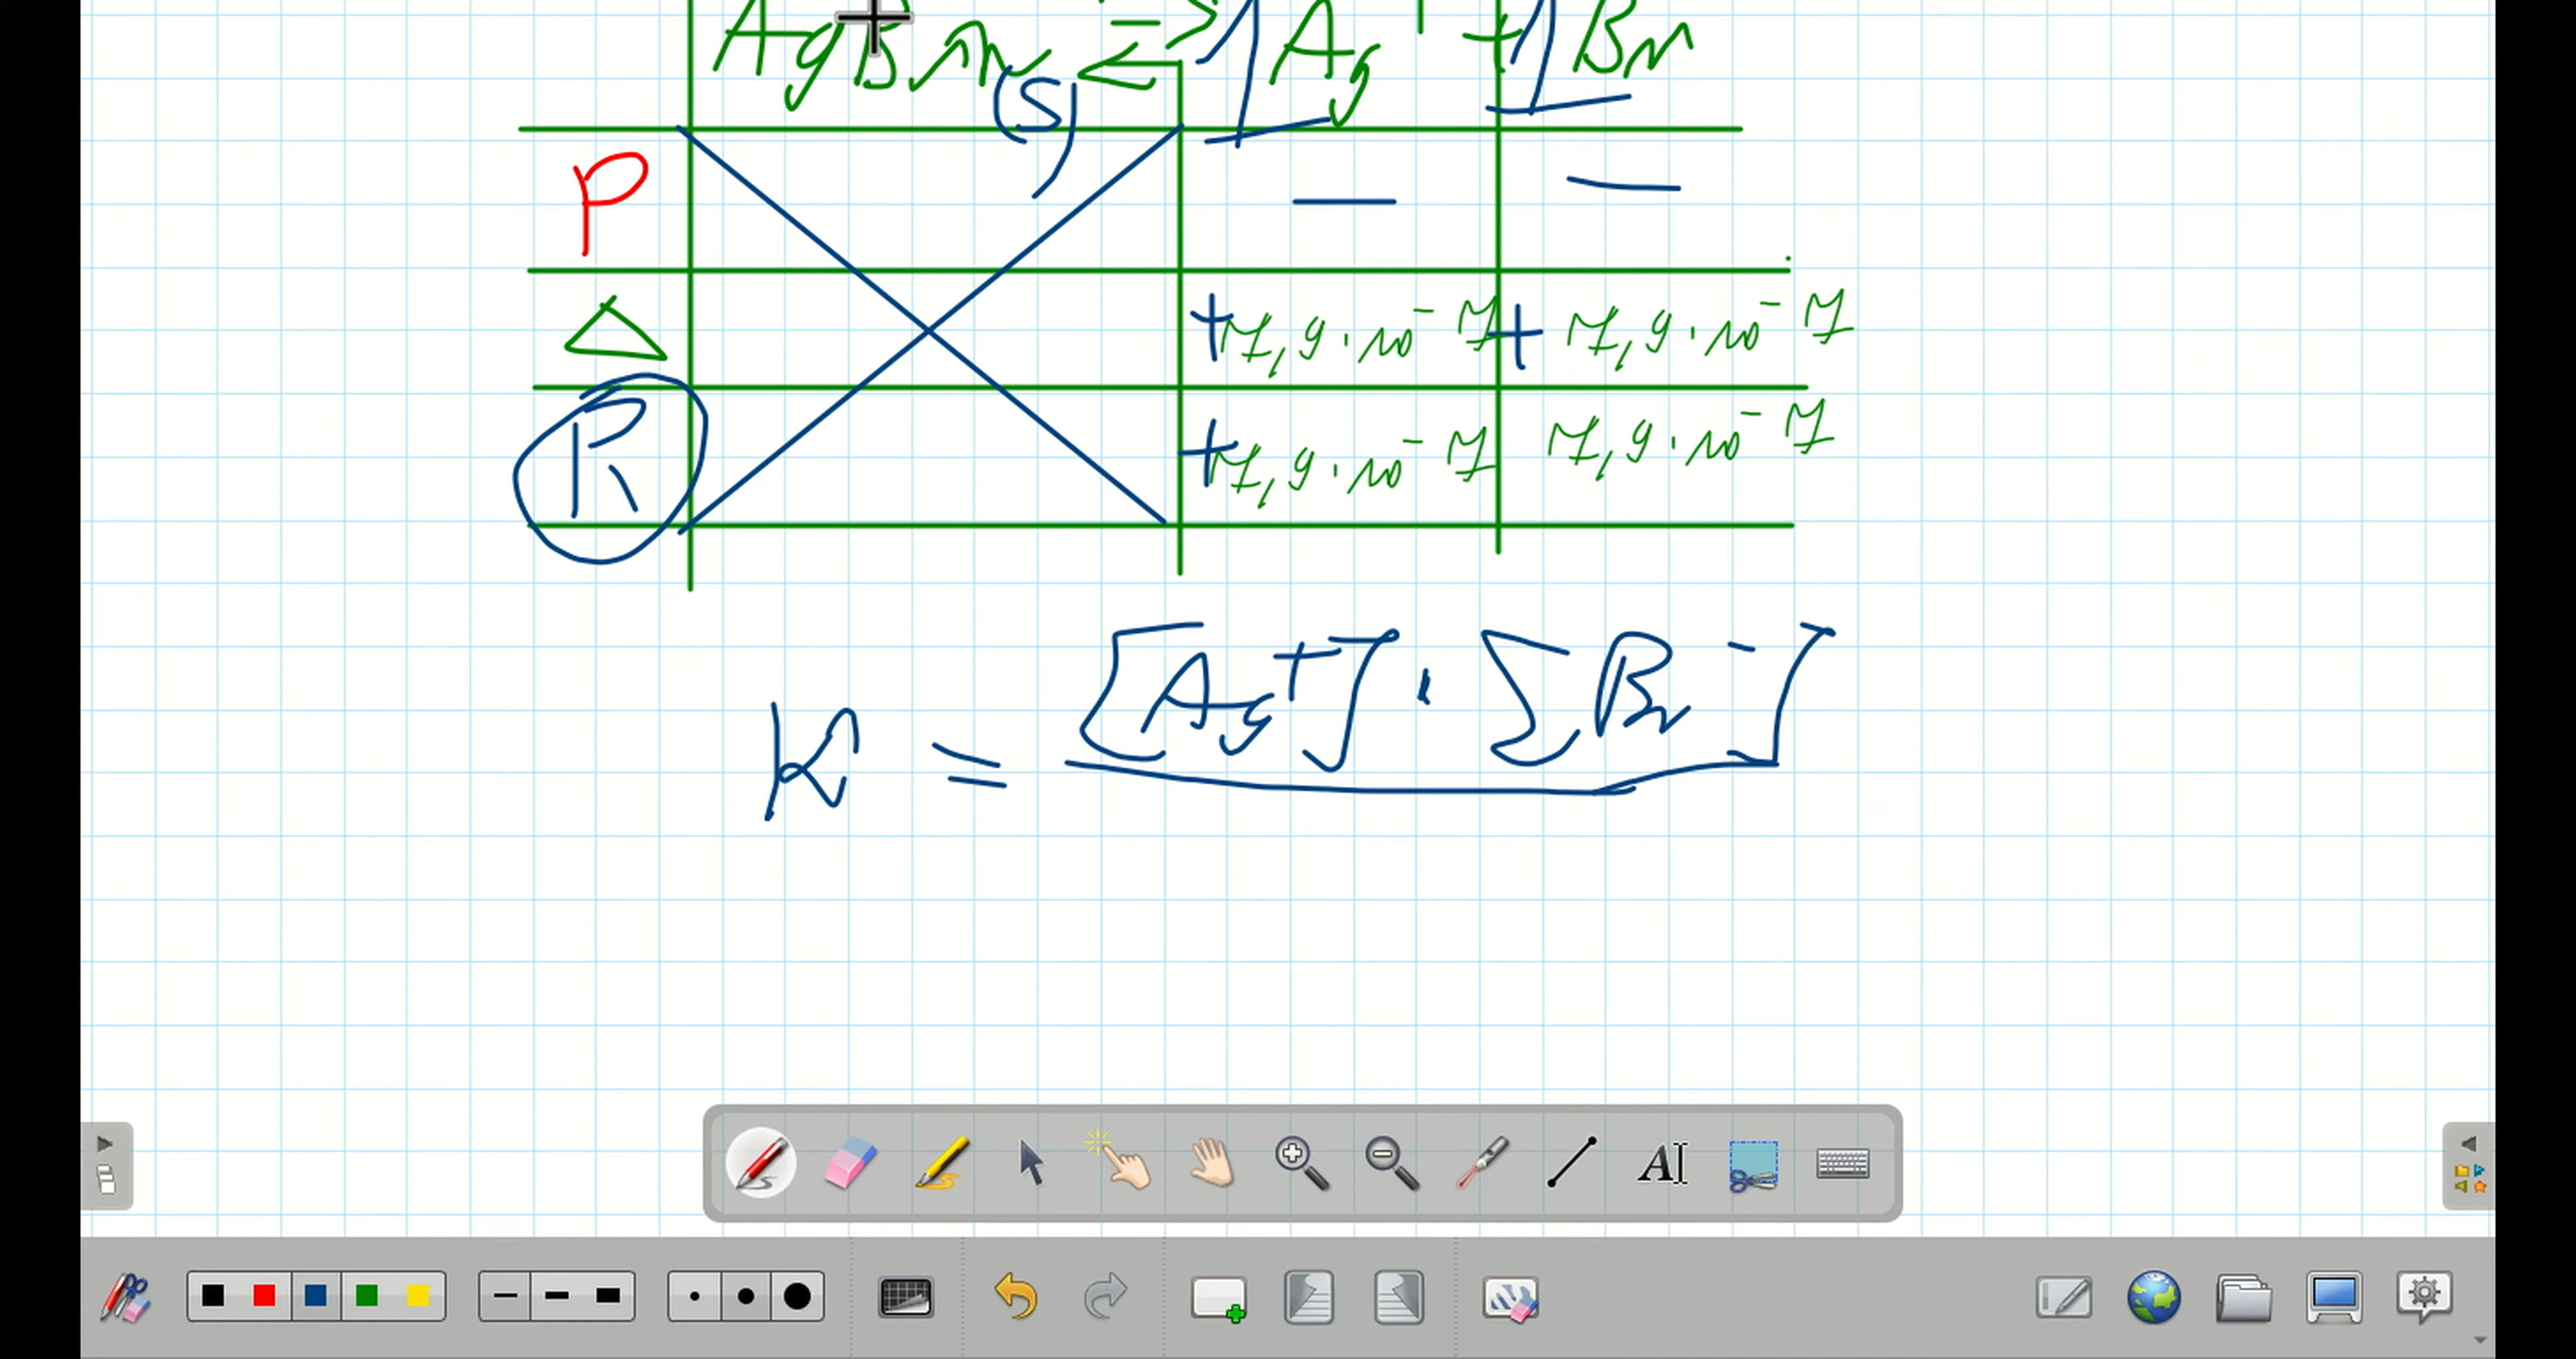 AgBr(s) ⇌ 1Ag⁺ + 1Br
P — —
Δ +7,9·10⁻⁷ + 7,9·10⁻⁷
R +7,9·10⁻⁷ 7,9·10⁻⁷
K = [Ag⁺]·[Br⁻]